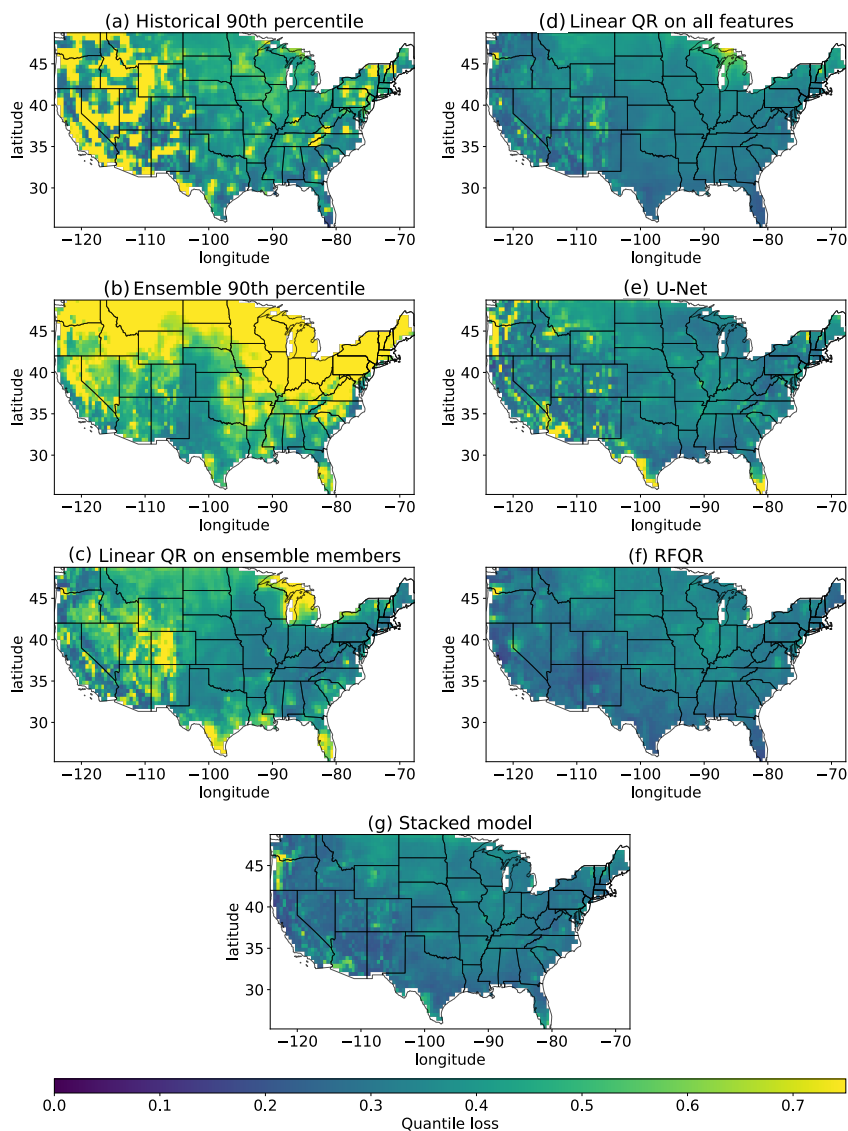 (a) Historical 90th percentile
45
40
35
30
latitude
−120 −110 −100 −90 −80 −70
longitude
(d) Linear QR on all features
45
40
35
30
latitude
−120 −110 −100 −90 −80 −70
longitude
(b) Ensemble 90th percentile
45
40
35
30
latitude
−120 −110 −100 −90 −80 −70
longitude
(e) U-Net
45
40
35
30
latitude
−120 −110 −100 −90 −80 −70
longitude
(c) Linear QR on ensemble members
45
40
35
30
latitude
−120 −110 −100 −90 −80 −70
longitude
(f) RFQR
45
40
35
30
latitude
−120 −110 −100 −90 −80 −70
longitude
(g) Stacked model
45
40
35
30
latitude
−120 −110 −100 −90 −80 −70
longitude
0.0 0.1 0.2 0.3 0.4 0.5 0.6 0.7
Quantile loss